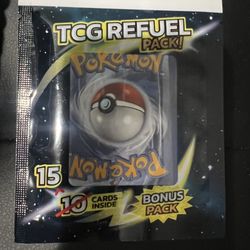 TCG REFUEL
PACK!
POKÉMON
15
10 CARDS
INSIDE
BONUS
PACK
POKÉMON